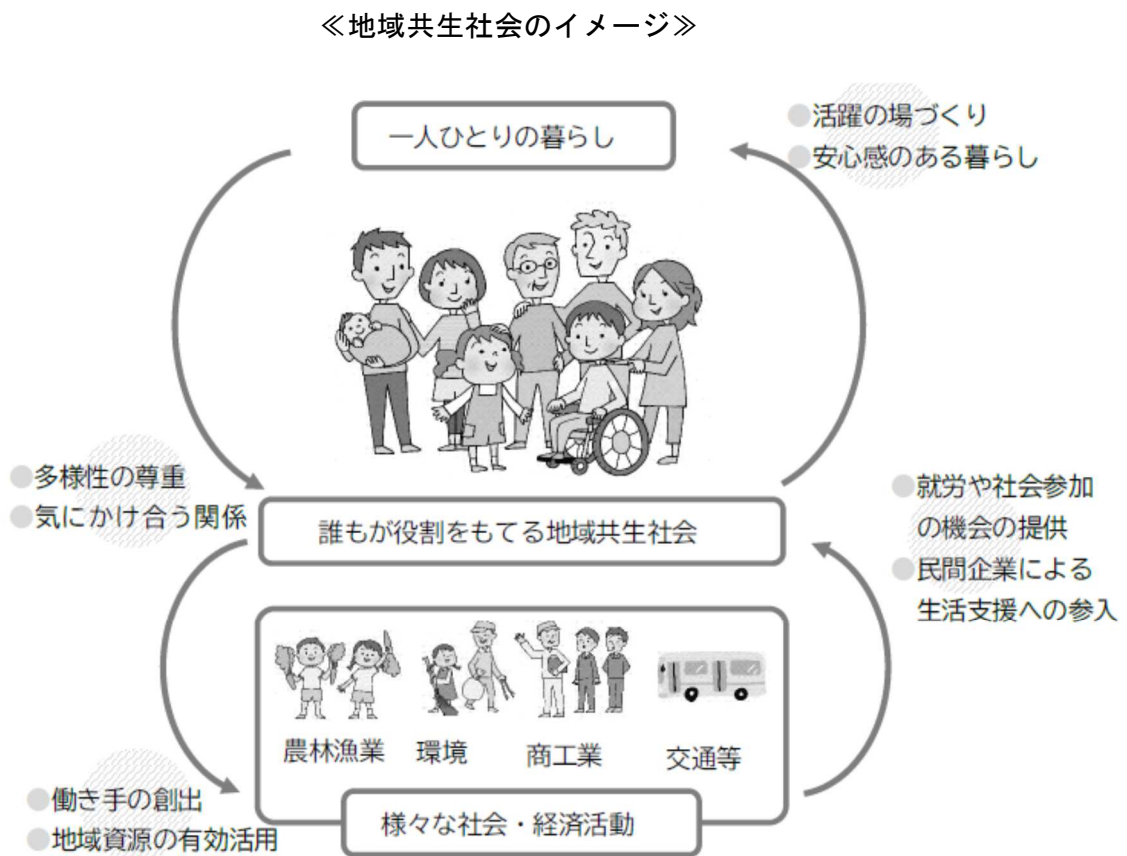 ≪地域共生社会のイメージ≫
一人ひとりの暮らし
●活躍の場づくり
●安心感のある暮らし
●多様性の尊重
●気にかけ合う関係
誰もが役割をもてる地域共生社会
●就労や社会参加
の機会の提供
●民間企業による
生活支援への参入
農林漁業
環境
商工業
交通等
●働き手の創出
●地域資源の有効活用
様々な社会・経済活動